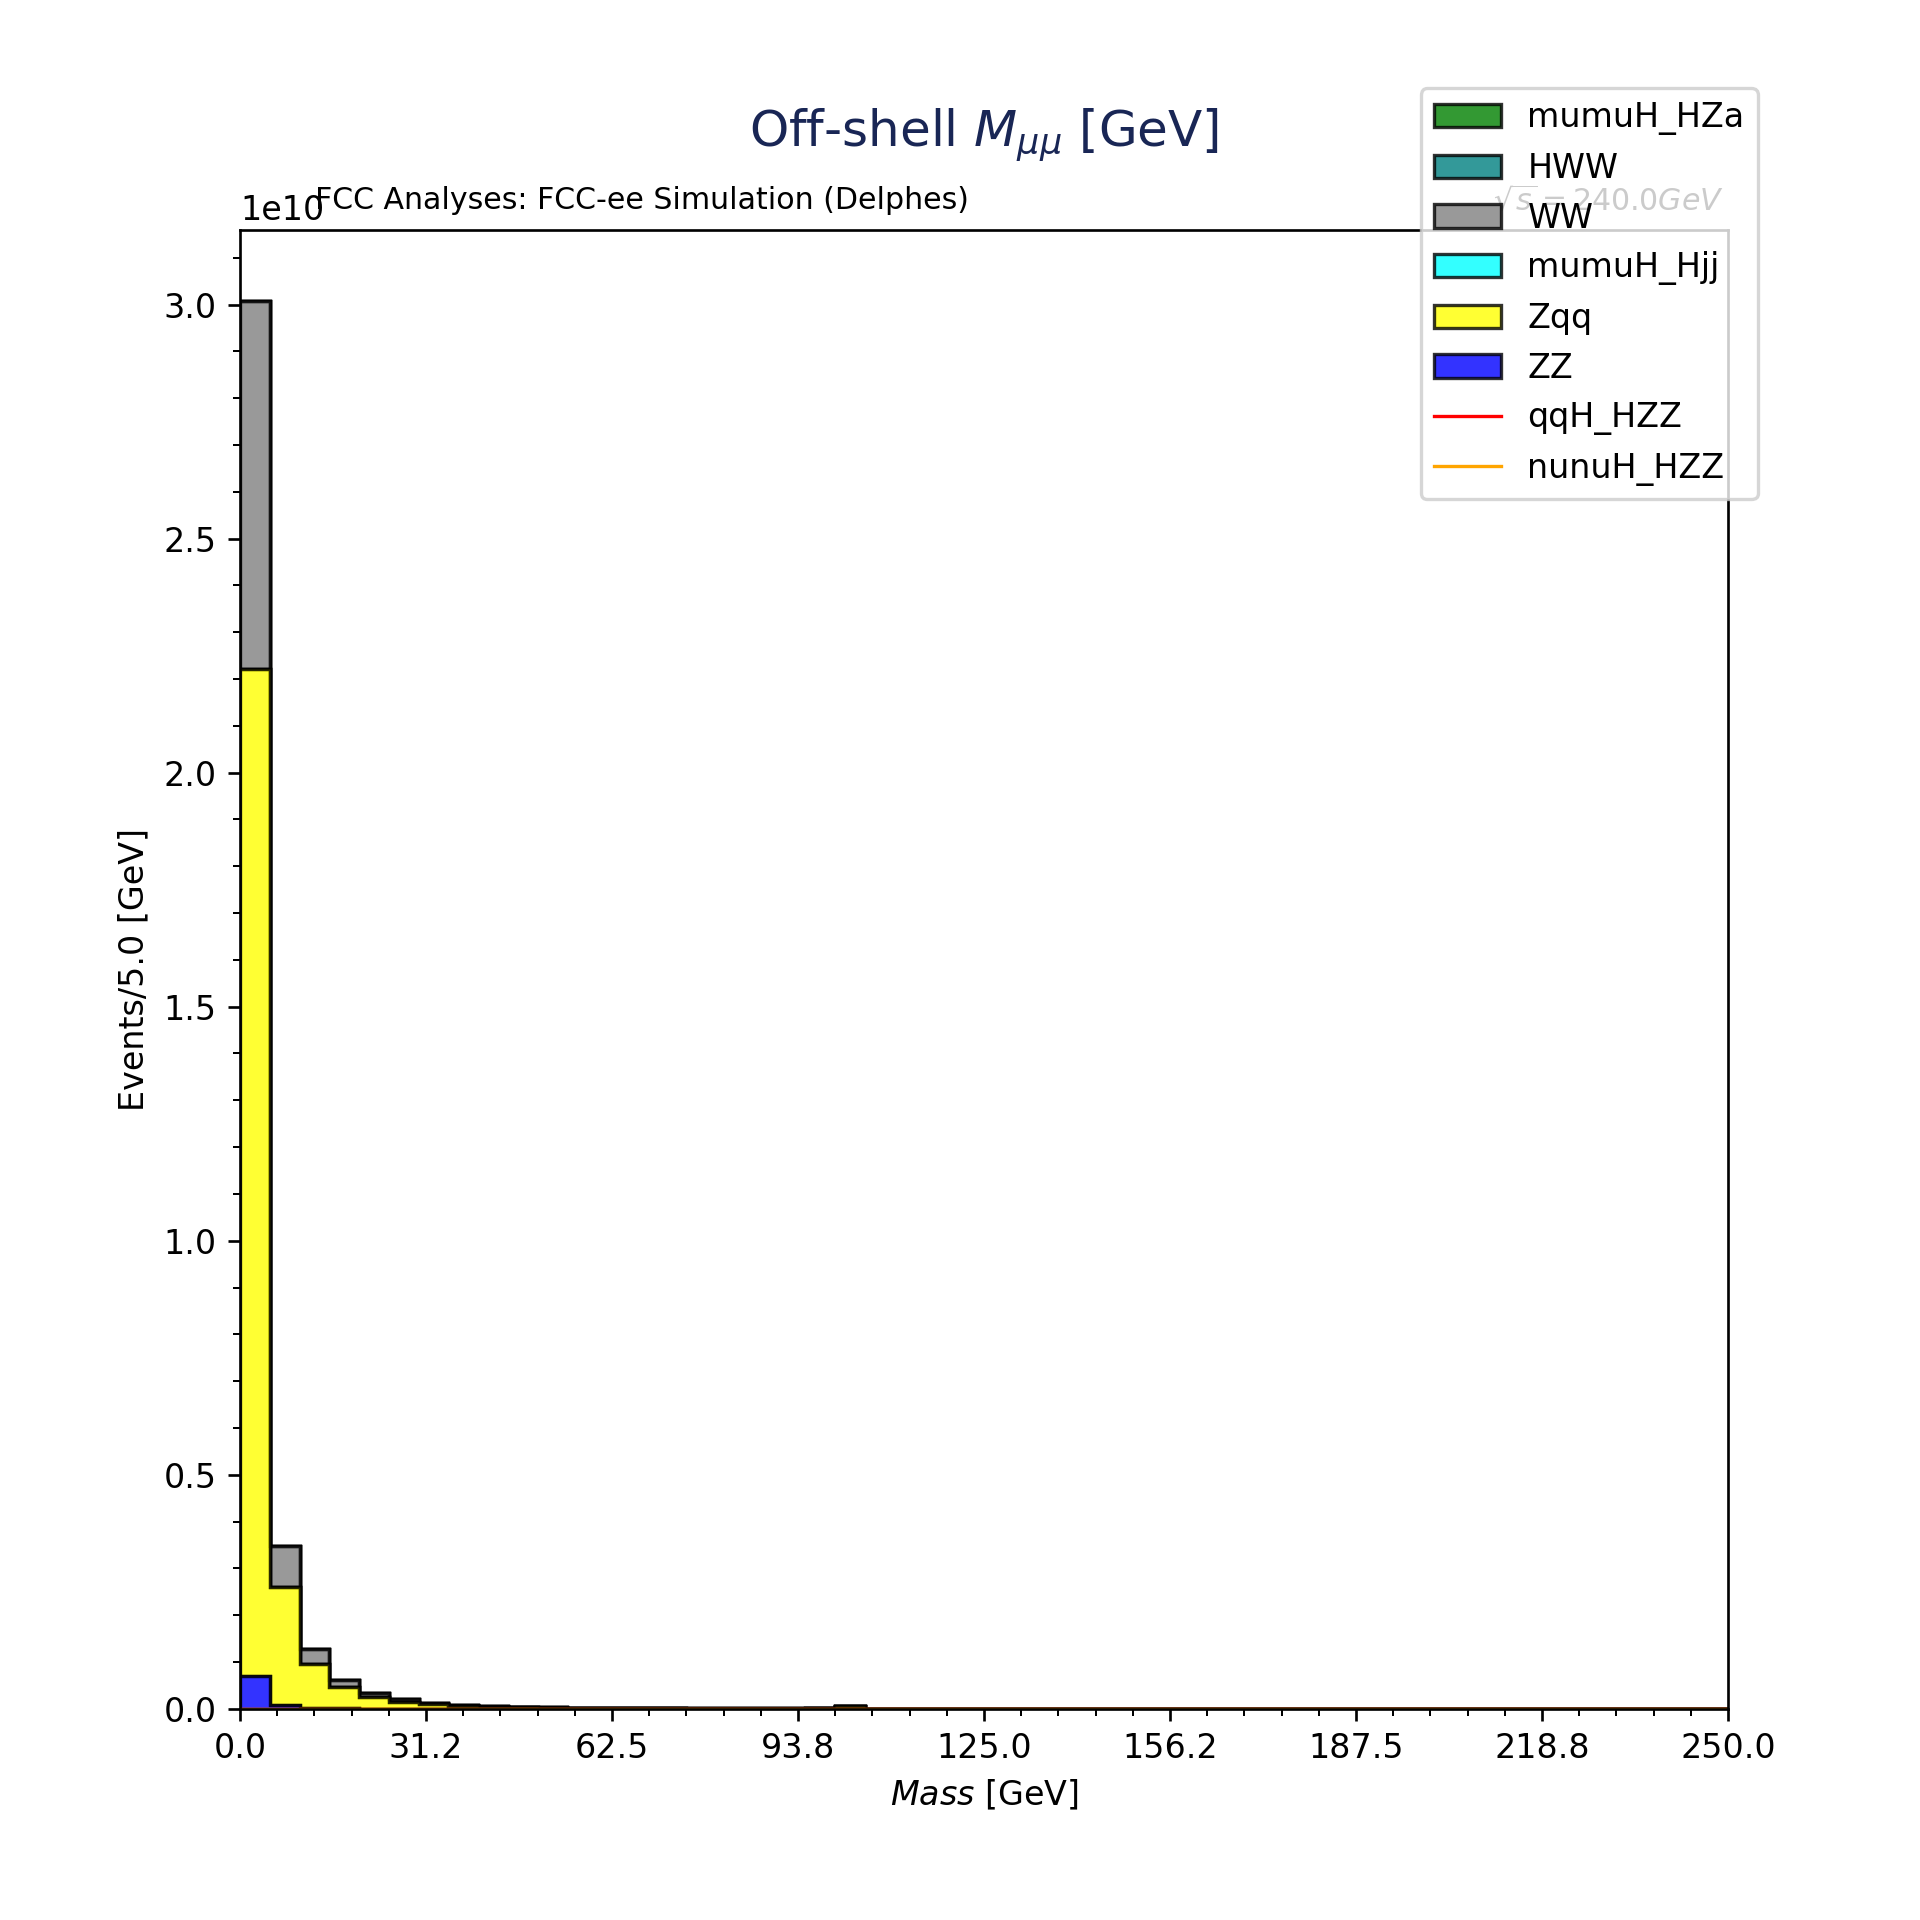 Off-shell $M_{\mu\mu}$ [GeV]
1e10
FCC Analyses: FCC-ee Simulation (Delphes)
√s = 240.0GeV
mumuH_HZa
HWW
WW
mumuH_Hjj
Zqq
ZZ
qqH_HZZ
nunuH_HZZ
3.0
2.5
2.0
1.5
1.0
0.5
0.0
Events/5.0 [GeV]
0.0 31.2 62.5 93.8 125.0 156.2 187.5 218.8 250.0
Mass [GeV]